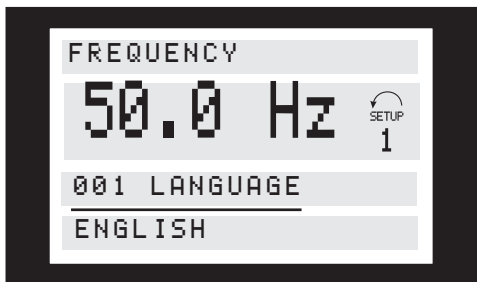 FREQUENCY
50.0 Hz
SETUP
1
001 LANGUAGE
ENGLISH